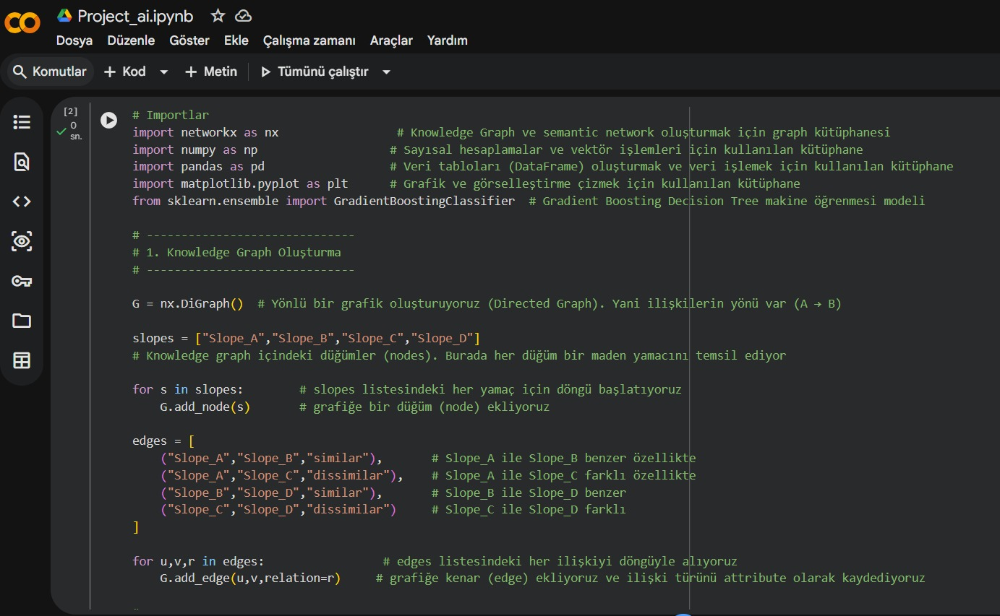 Project_ai.ipynb
Dosya Düzenle Göster Ekle Çalışma zamanı Araçlar Yardım
Komutlar + Kod + Metin Tümünü çalıştır
[2]
0
sn.
# Importlar
import networkx as nx # Knowledge Graph ve semantic network oluşturmak için graph kütüphanesi
import numpy as np # Sayısal hesaplamalar ve vektör işlemleri için kullanılan kütüphane
import pandas as pd # Veri tabloları (DataFrame) oluşturmak ve veri işlemek için kullanılan kütüphane
import matplotlib.pyplot as plt # Grafik ve görselleştirme çizmek için kullanılan kütüphane
from sklearn.ensemble import GradientBoostingClassifier # Gradient Boosting Decision Tree makine öğrenmesi modeli
# ------------------------------
# 1. Knowledge Graph Oluşturma
# ------------------------------
G = nx.DiGraph() # Yönlü bir grafik oluşturuyoruz (Directed Graph). Yani ilişkilerin yönü var (A → B)
slopes = ["Slope_A","Slope_B","Slope_C","Slope_D"]
# Knowledge graph içindeki düğümler (nodes). Burada her düğüm bir maden yamacını temsil ediyor
for s in slopes: # slopes listesindeki her yamaç için döngü başlatıyoruz
G.add_node(s) # grafiğe bir düğüm (node) ekliyoruz
edges = [
("Slope_A","Slope_B","similar"), # Slope_A ile Slope_B benzer özellikte
("Slope_A","Slope_C","dissimilar"), # Slope_A ile Slope_C farklı özellikte
("Slope_B","Slope_D","similar"), # Slope_B ile Slope_D benzer
("Slope_C","Slope_D","dissimilar") # Slope_C ile Slope_D farklı
]
for u,v,r in edges: # edges listesindeki her ilişkiyi döngüyle alıyoruz
G.add_edge(u,v,relation=r) # grafiğe kenar (edge) ekliyoruz ve ilişki türünü attribute olarak kaydediyoruz